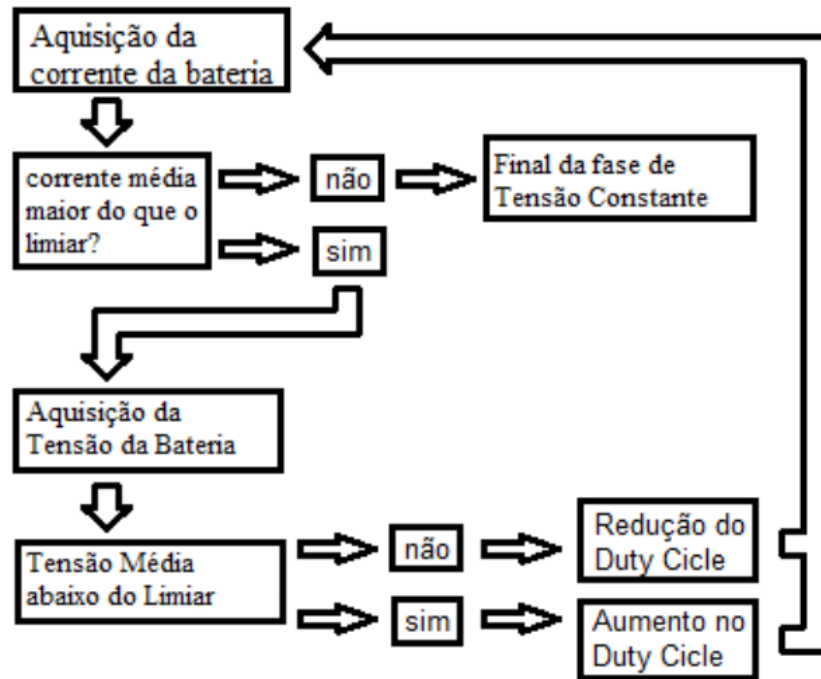 Aquisição da
corrente da bateria
corrente média
maior do que o
limiar?
não
Final da fase de
Tensão Constante
sim
Aquisição da
Tensão da Bateria
Tensão Média
abaixo do Limiar
não
Redução do
Duty Cicle
sim
Aumento no
Duty Cicle